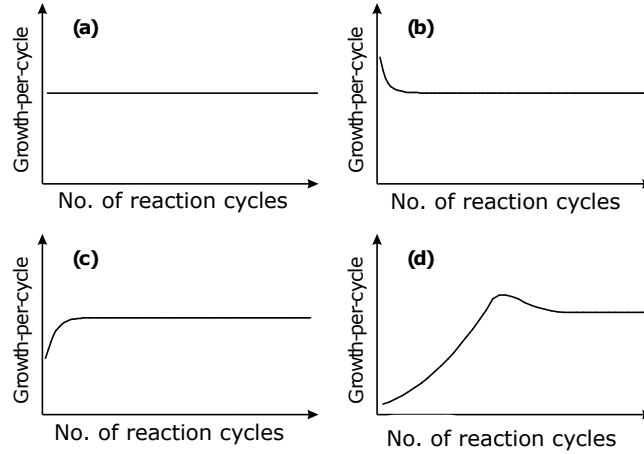 (a)
Growth-per-cycle
No. of reaction cycles
(b)
Growth-per-cycle
No. of reaction cycles
(c)
Growth-per-cycle
No. of reaction cycles
(d)
Growth-per-cycle
No. of reaction cycles